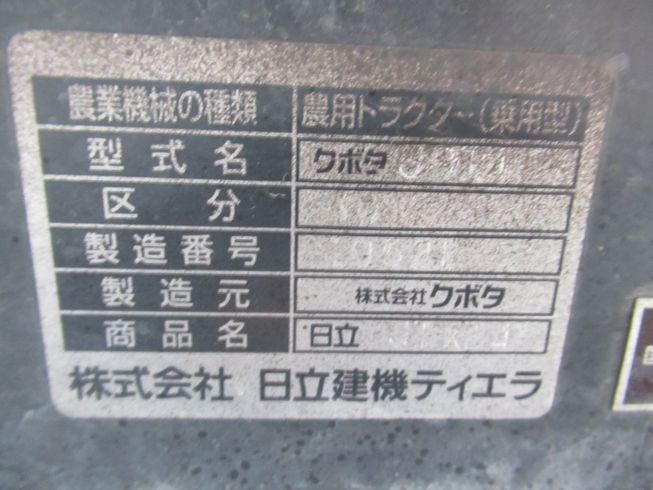 農業機械の種類 農用トラクター(乗用型)
型式名 クボタ
区分
製造番号
製造元 株式会社クボタ
商品名 日立
株式会社 日立建機ティエラ